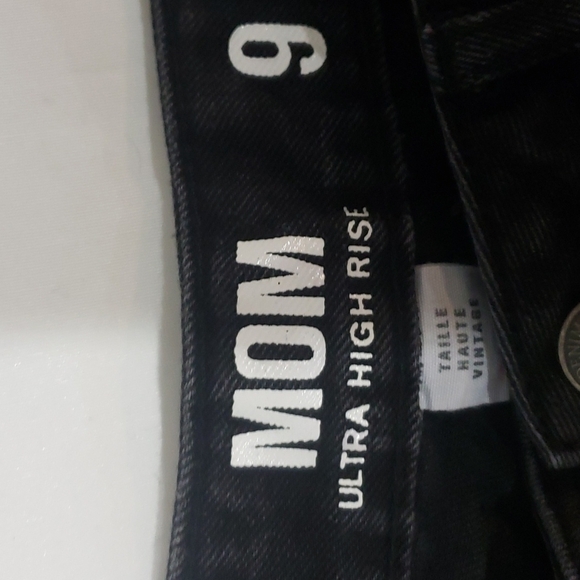 MOM 9
ULTRA HIGH RISE
TAILLE
HAUTE
VINTAGE